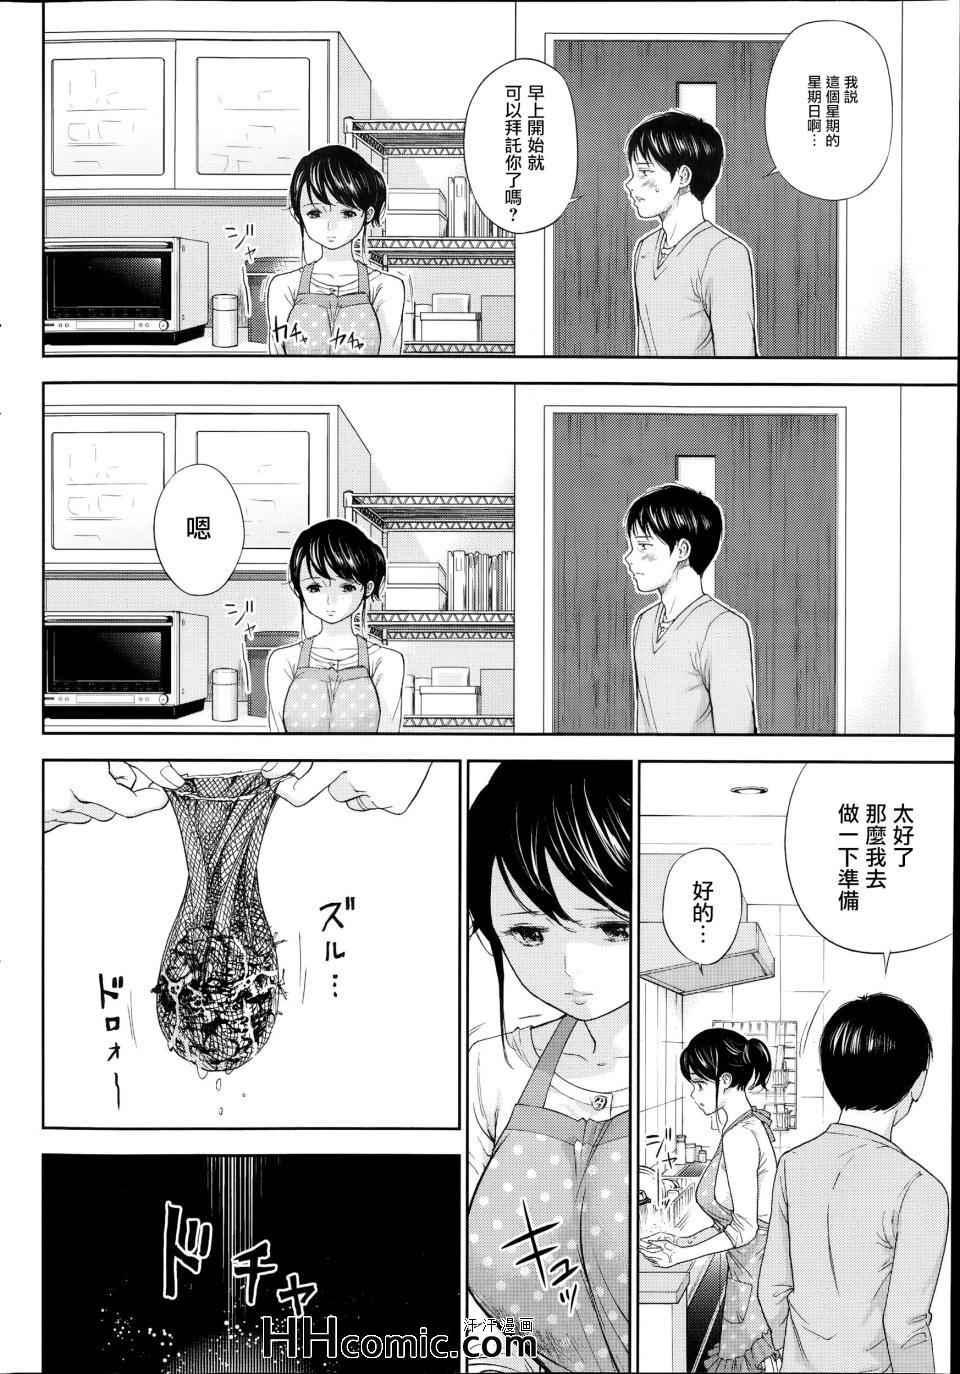 我説
這個星期的
星期日啊…
早上開始就
可以拜託你了嗎?
ジャ
カチャ
カチャ
嗯
ジャ
太好了
那麼我去
做一下準備
好的…
ジャ
キュッ
ズル…
ドロォー
ドチャ
汗汗漫画
HHcomic.com